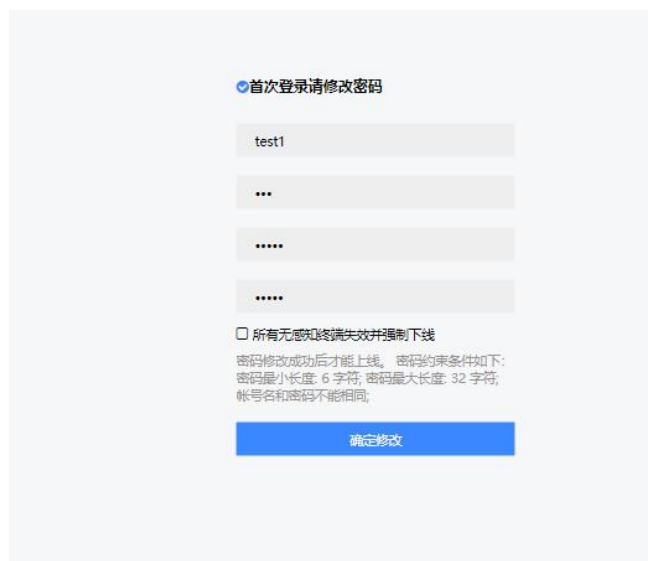 首次登录请修改密码
test1
•••
•••••
•••••
所有无感知终端失效并强制下线
密码修改成功后才能上线。 密码约束条件如下:
密码最小长度: 6 字符; 密码最大长度: 32 字符;
帐号名和密码不能相同;
确定修改